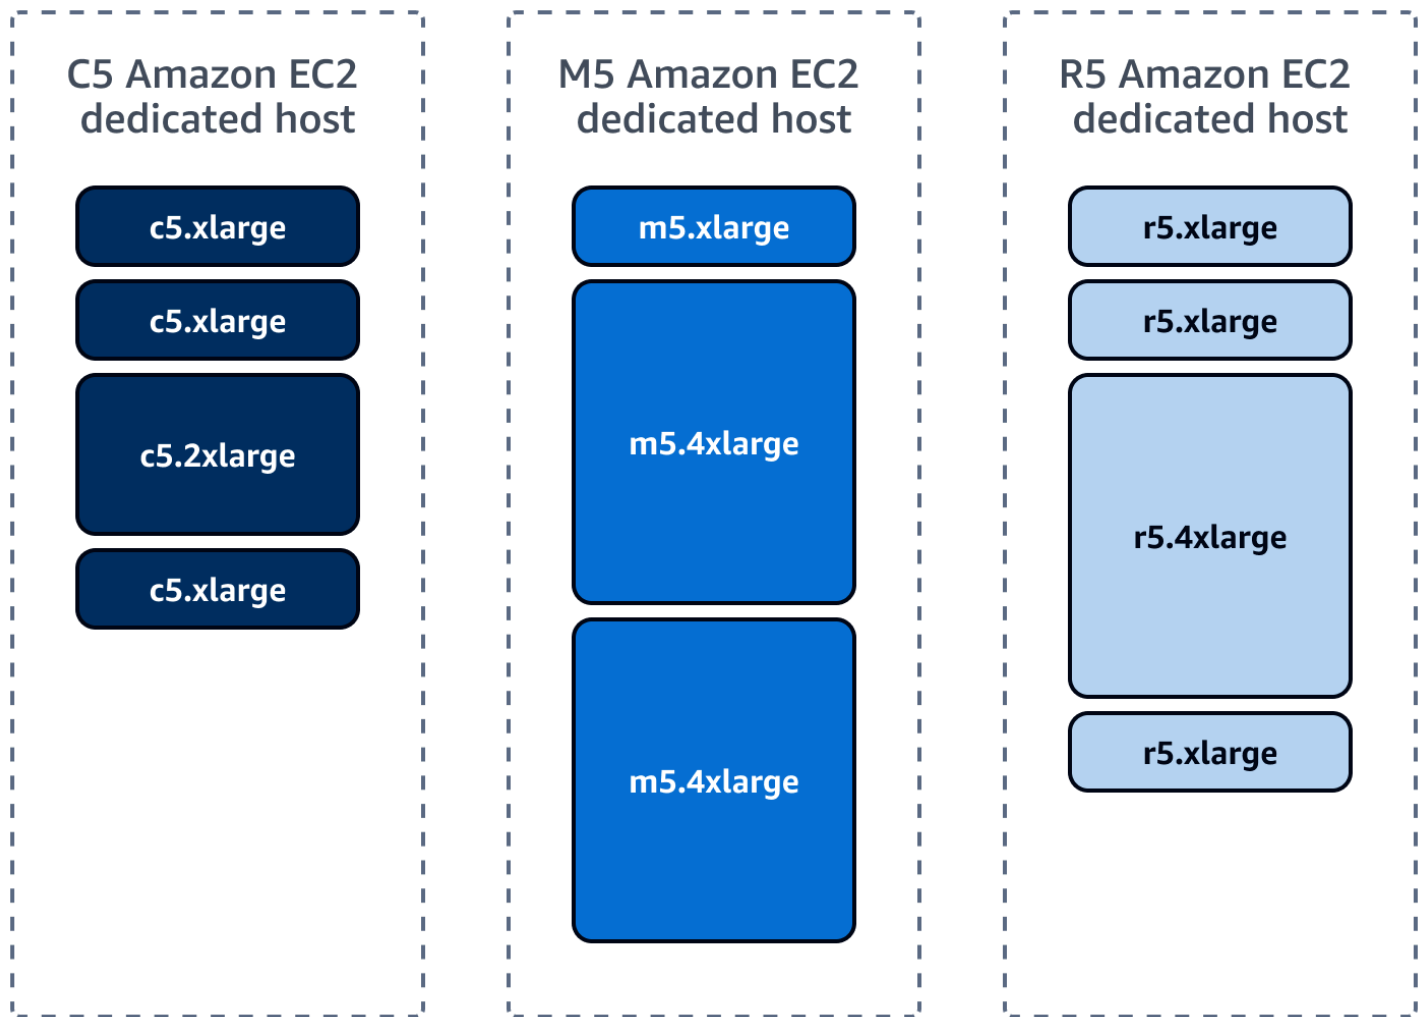 C5 Amazon EC2
dedicated host
c5.xlarge
c5.xlarge
c5.2xlarge
c5.xlarge
M5 Amazon EC2
dedicated host
m5.xlarge
m5.4xlarge
m5.4xlarge
R5 Amazon EC2
dedicated host
r5.xlarge
r5.xlarge
r5.4xlarge
r5.xlarge